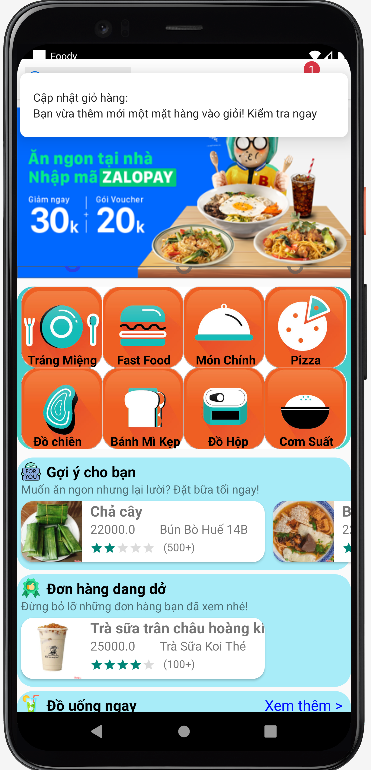 Foody
1
Cập nhật giỏ hàng:
Bạn vừa thêm mới một mặt hàng vào giỏi! Kiểm tra ngay
Ăn ngon tại nhà
Nhập mã ZALOPAY
Giảm ngay
30k
Gói Voucher
20k
B
Tráng Miệng
Fast Food
Món Chính
Pizza
Đồ chiên
Bánh Mì Kẹp
Đồ Hộp
Cơm Suất
FOR YOU
Gợi ý cho bạn
Muốn ăn ngon nhưng lại lười? Đặt bữa tối ngay!
Chả cây
22000.0 Bún Bò Huế 14B
(500+)
Đơn hàng dang dở
Đừng bỏ lỡ những đơn hàng bạn đã xem nhé!
Trà sữa trân châu hoàng ki
25000.0 Trà Sữa Koi Thé
(100+)
Đồ uống ngay
Xem thêm >